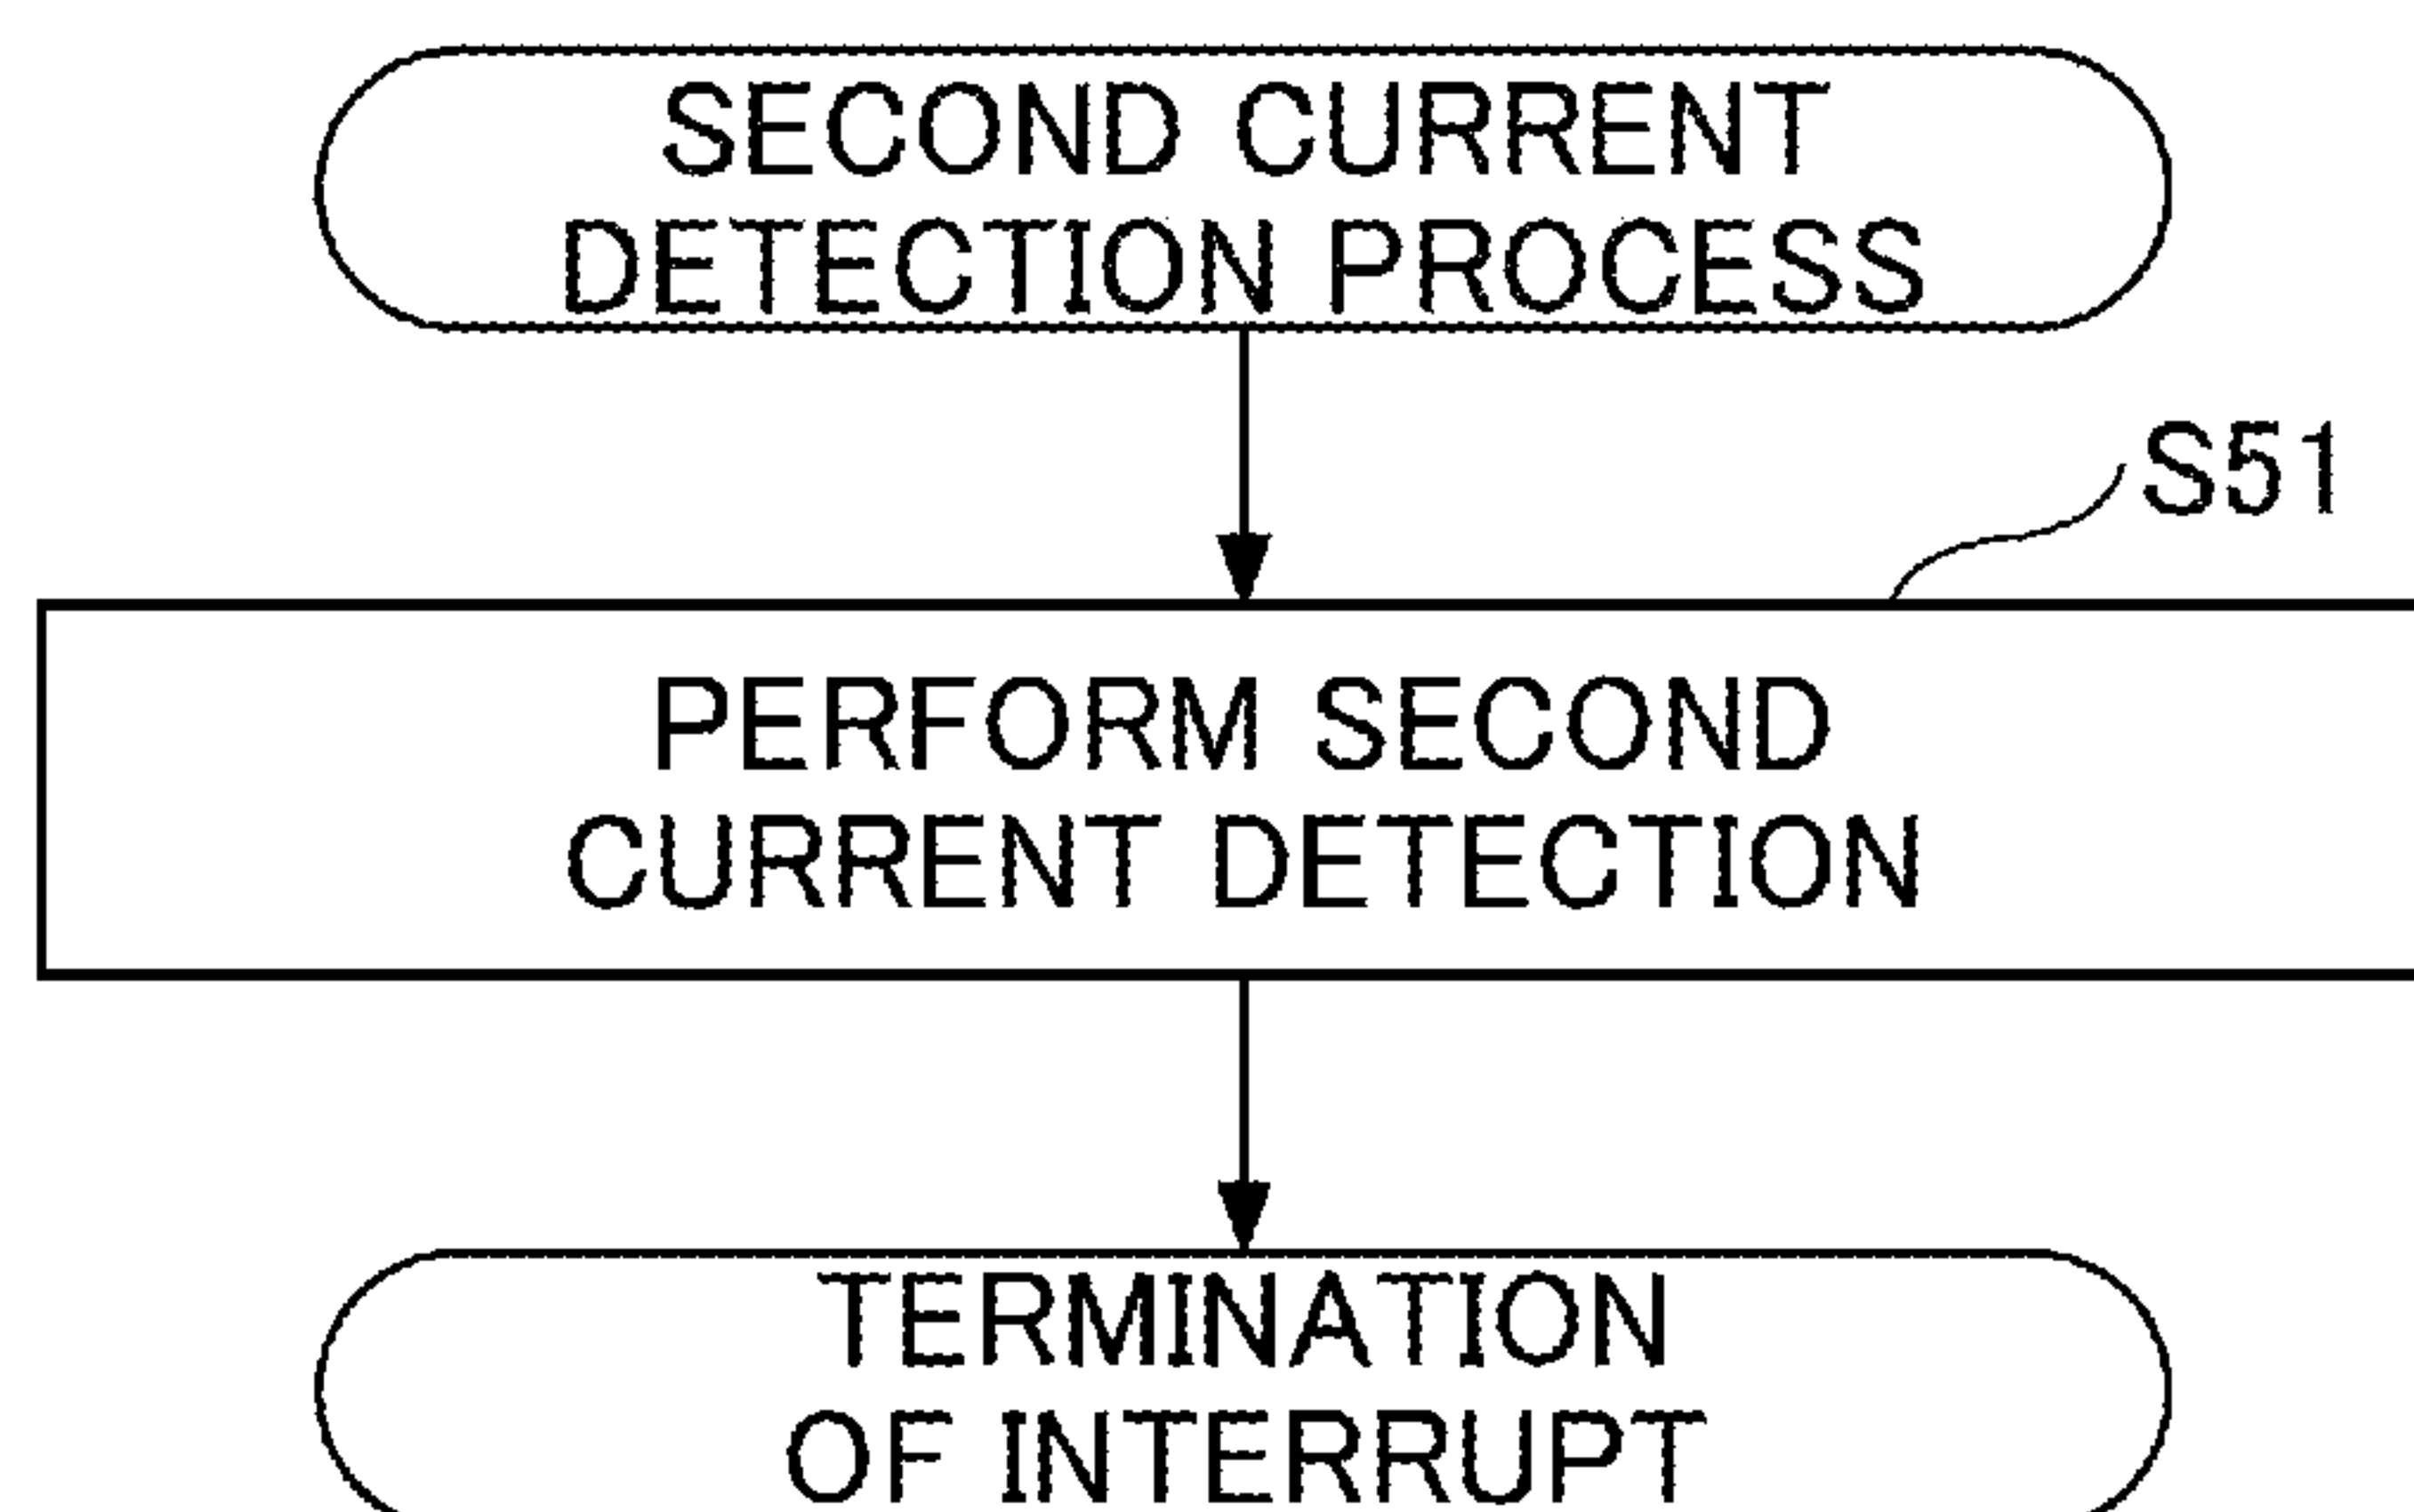 SECOND CURRENT
DETECTION PROCESS
S51
PERFORM SECOND
CURRENT DETECTION
TERMINATION
OF INTERRUPT